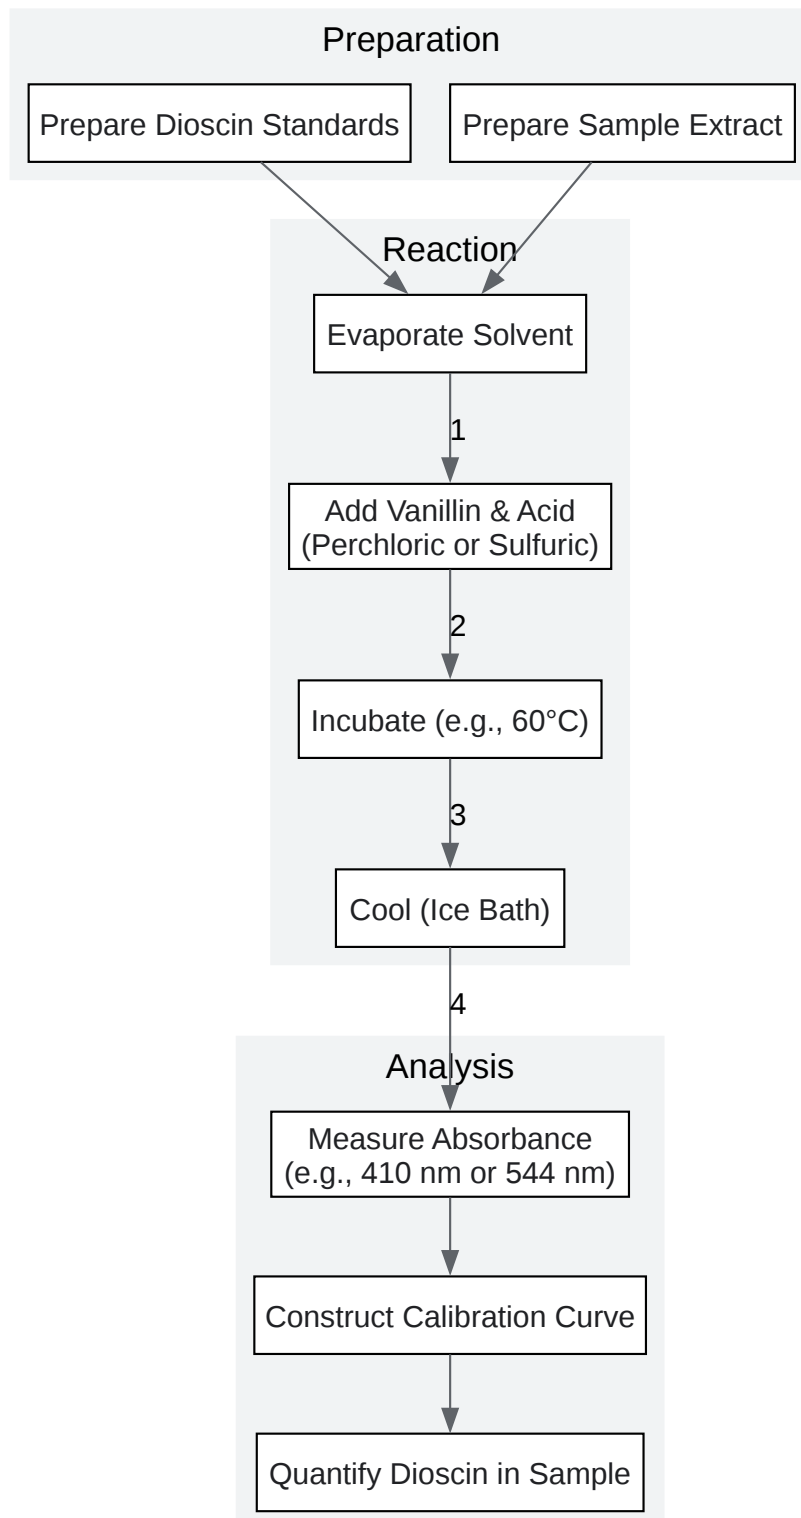 Preparation
Prepare Dioscin Standards
Prepare Sample Extract
Reaction
Evaporate Solvent
1
Add Vanillin & Acid
(Perchloric or Sulfuric)
2
Incubate (e.g., 60°C)
3
Cool (Ice Bath)
4
Analysis
Measure Absorbance
(e.g., 410 nm or 544 nm)
Construct Calibration Curve
Quantify Dioscin in Sample